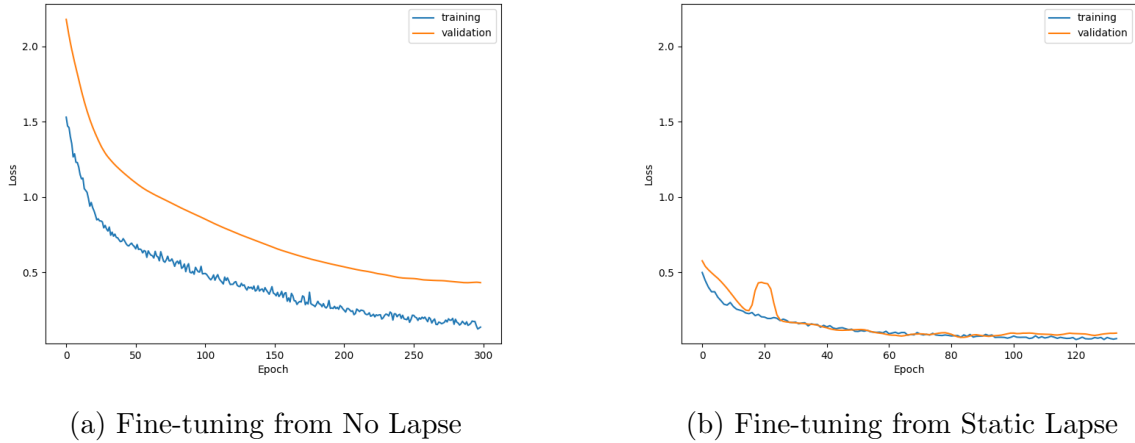 training
validation
2.0
1.5
1.0
0.5
Loss
0
50
100
150
200
250
300
Epoch
(a) Fine-tuning from No Lapse
training
validation
2.0
1.5
1.0
0.5
Loss
0
20
40
60
80
100
120
Epoch
(b) Fine-tuning from Static Lapse